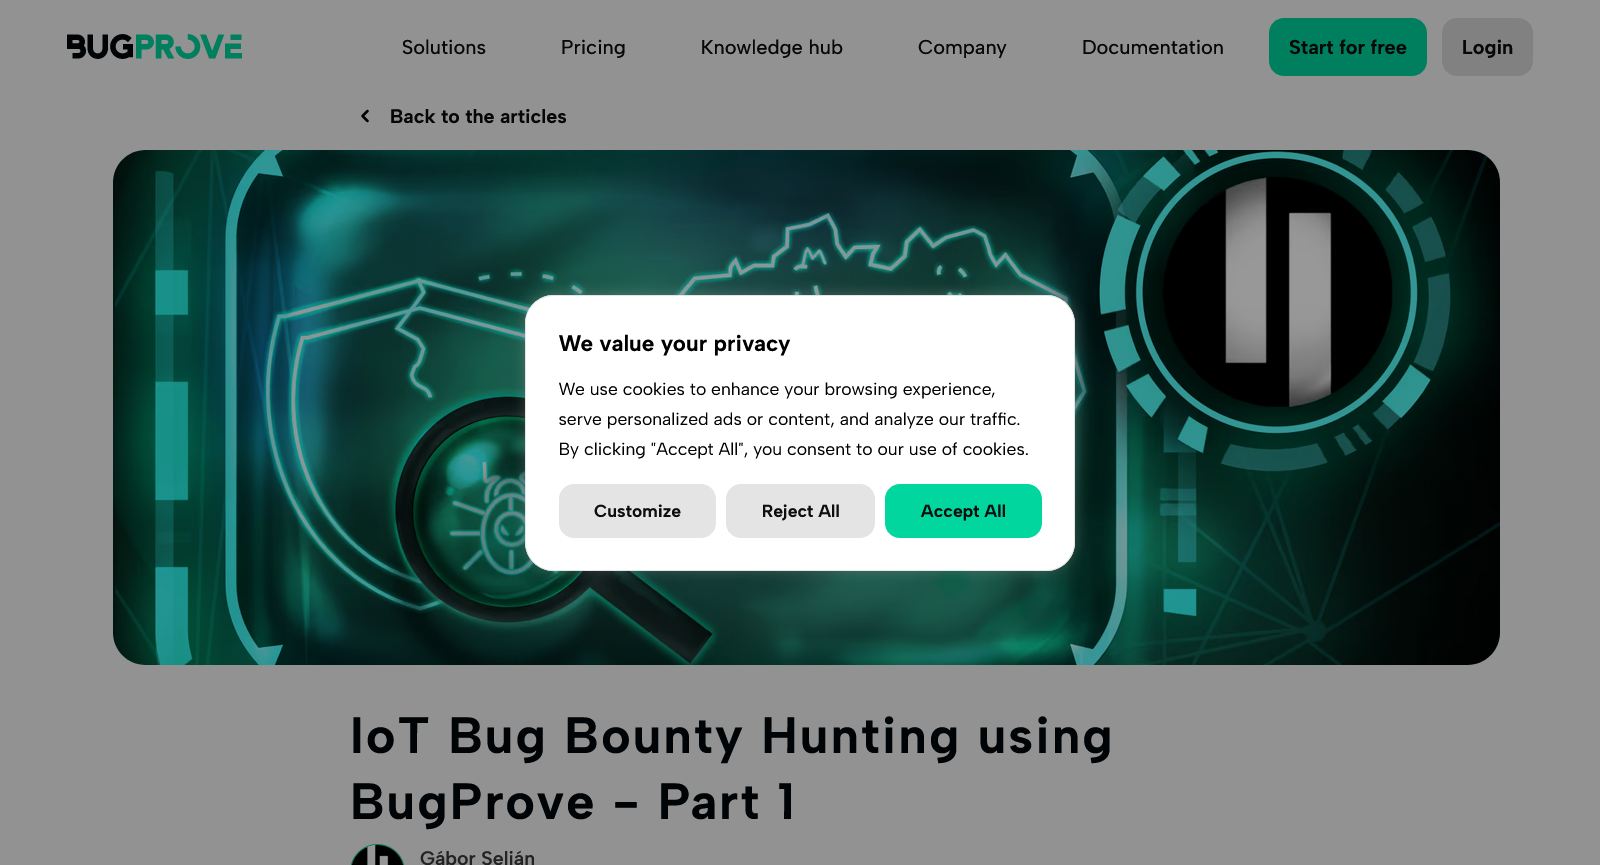 BUGPROVE
Solutions
Pricing
Knowledge hub
Company
Documentation
Start for free
Login
Back to the articles
We value your privacy
We use cookies to enhance your browsing experience,
serve personalized ads or content, and analyze our traffic.
By clicking "Accept All", you consent to our use of cookies.
Customize
Reject All
Accept All
IoT Bug Bounty Hunting using
BugProve – Part 1
Gábor Selján